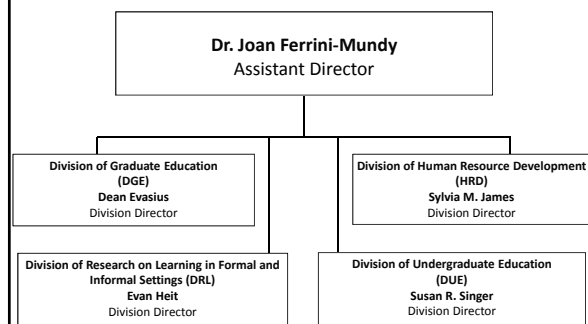 Dr. Joan Ferrini-Mundy
Assistant Director
Division of Graduate Education
(DGE)
Dean Evasius
Division Director
Division of Human Resource Development
(HRD)
Sylvia M. James
Division Director
Division of Research on Learning in Formal and
Informal Settings (DRL)
Evan Heit
Division Director
Division of Undergraduate Education
(DUE)
Susan R. Singer
Division Director